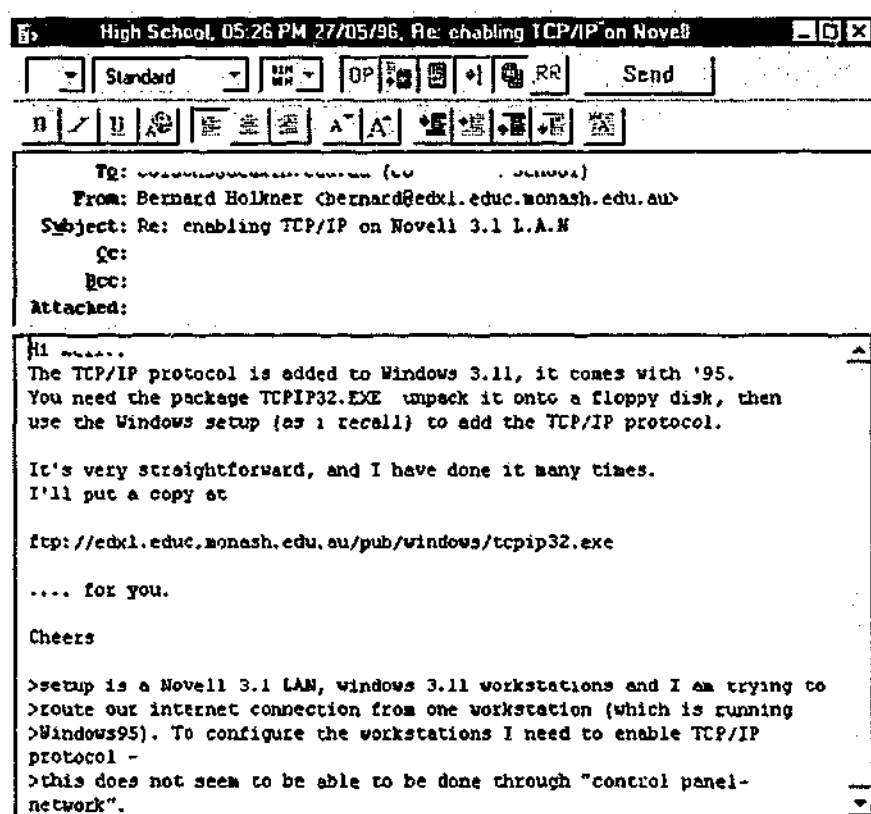 High School, 05:26 PM 27/05/96, Re: enabling TCP/IP on Novell
Standard
QP
RR
Send
To:
From: Bernard Holkner <bernard@edx1.educ.monash.edu.au>
Subject: Re: enabling TCP/IP on Novell 3.1 L.A.N
Cc:
Bcc:
Attached:
Hi
The TCP/IP protocol is added to Windows 3.11, it comes with '95.
You need the package TCPIP32.EXE unpack it onto a floppy disk, then
use the Windows setup (as i recall) to add the TCP/IP protocol.
It's very straightforward, and I have done it many times.
I'll put a copy at
ftp://edx1.educ.monash.edu.au/pub/windows/tcpip32.exe
.... for you.
Cheers
>setup is a Novell 3.1 LAN, windows 3.11 workstations and I am trying to
>route our internet connection from one workstation (which is running
>Windows95). To configure the workstations I need to enable TCP/IP
protocol -
>this does not seem to be able to be done through "control panel-
network".